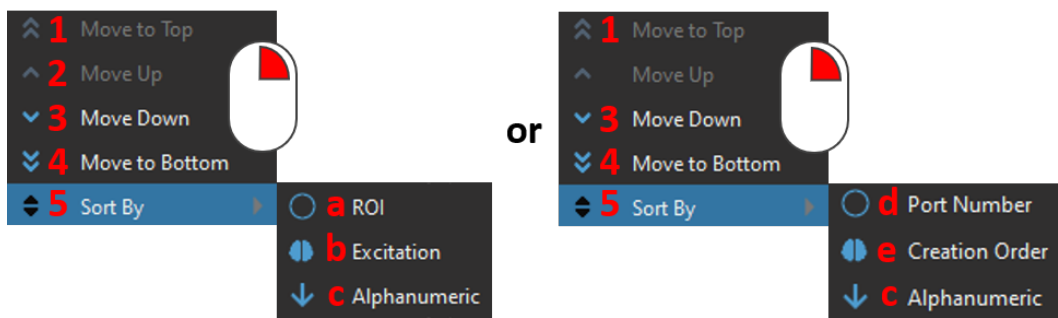 1 Move to Top
2 Move Up
3 Move Down
4 Move to Bottom
5 Sort By
a ROI
b Excitation
c Alphanumeric
or
1 Move to Top
Move Up
3 Move Down
4 Move to Bottom
5 Sort By
d Port Number
e Creation Order
c Alphanumeric